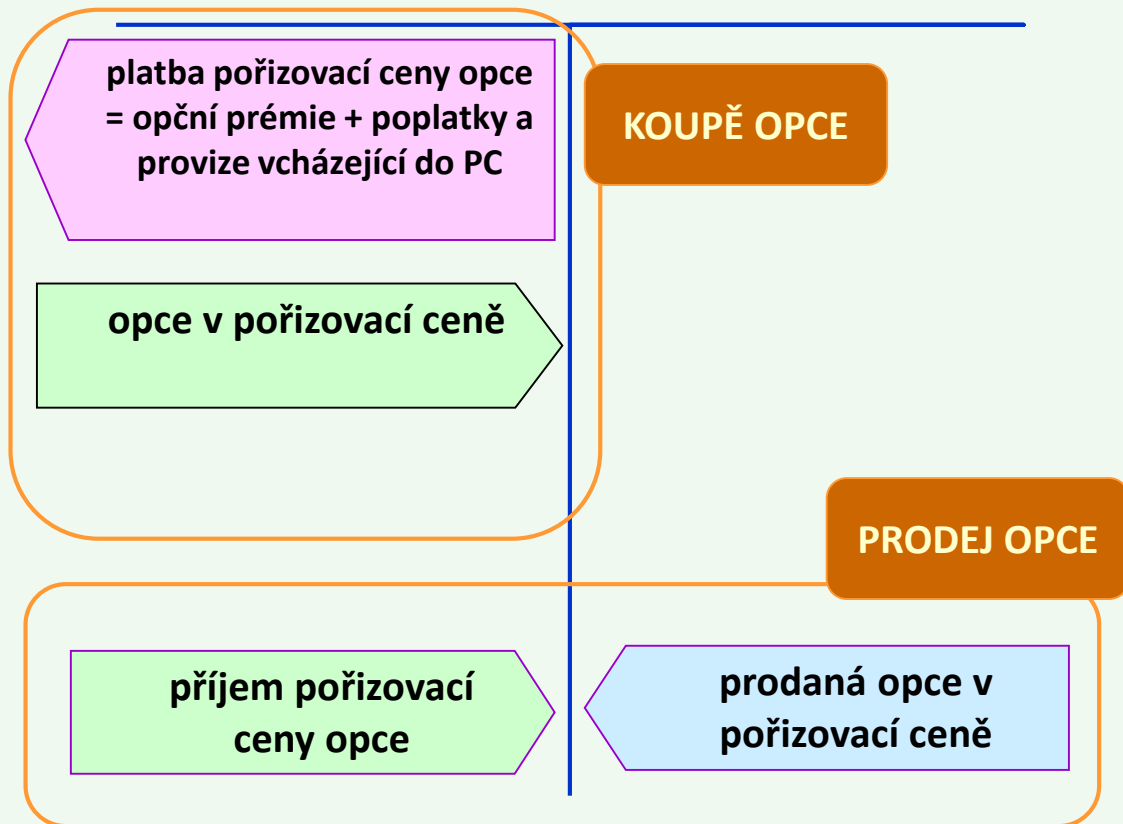 platba pořizovací ceny opce
= opční prémie + poplatky a
provize vcházející do PC
KOUPĚ OPCE
opce v pořizovací ceně
PRODEJ OPCE
příjem pořizovací
ceny opce
prodaná opce v
pořizovací ceně